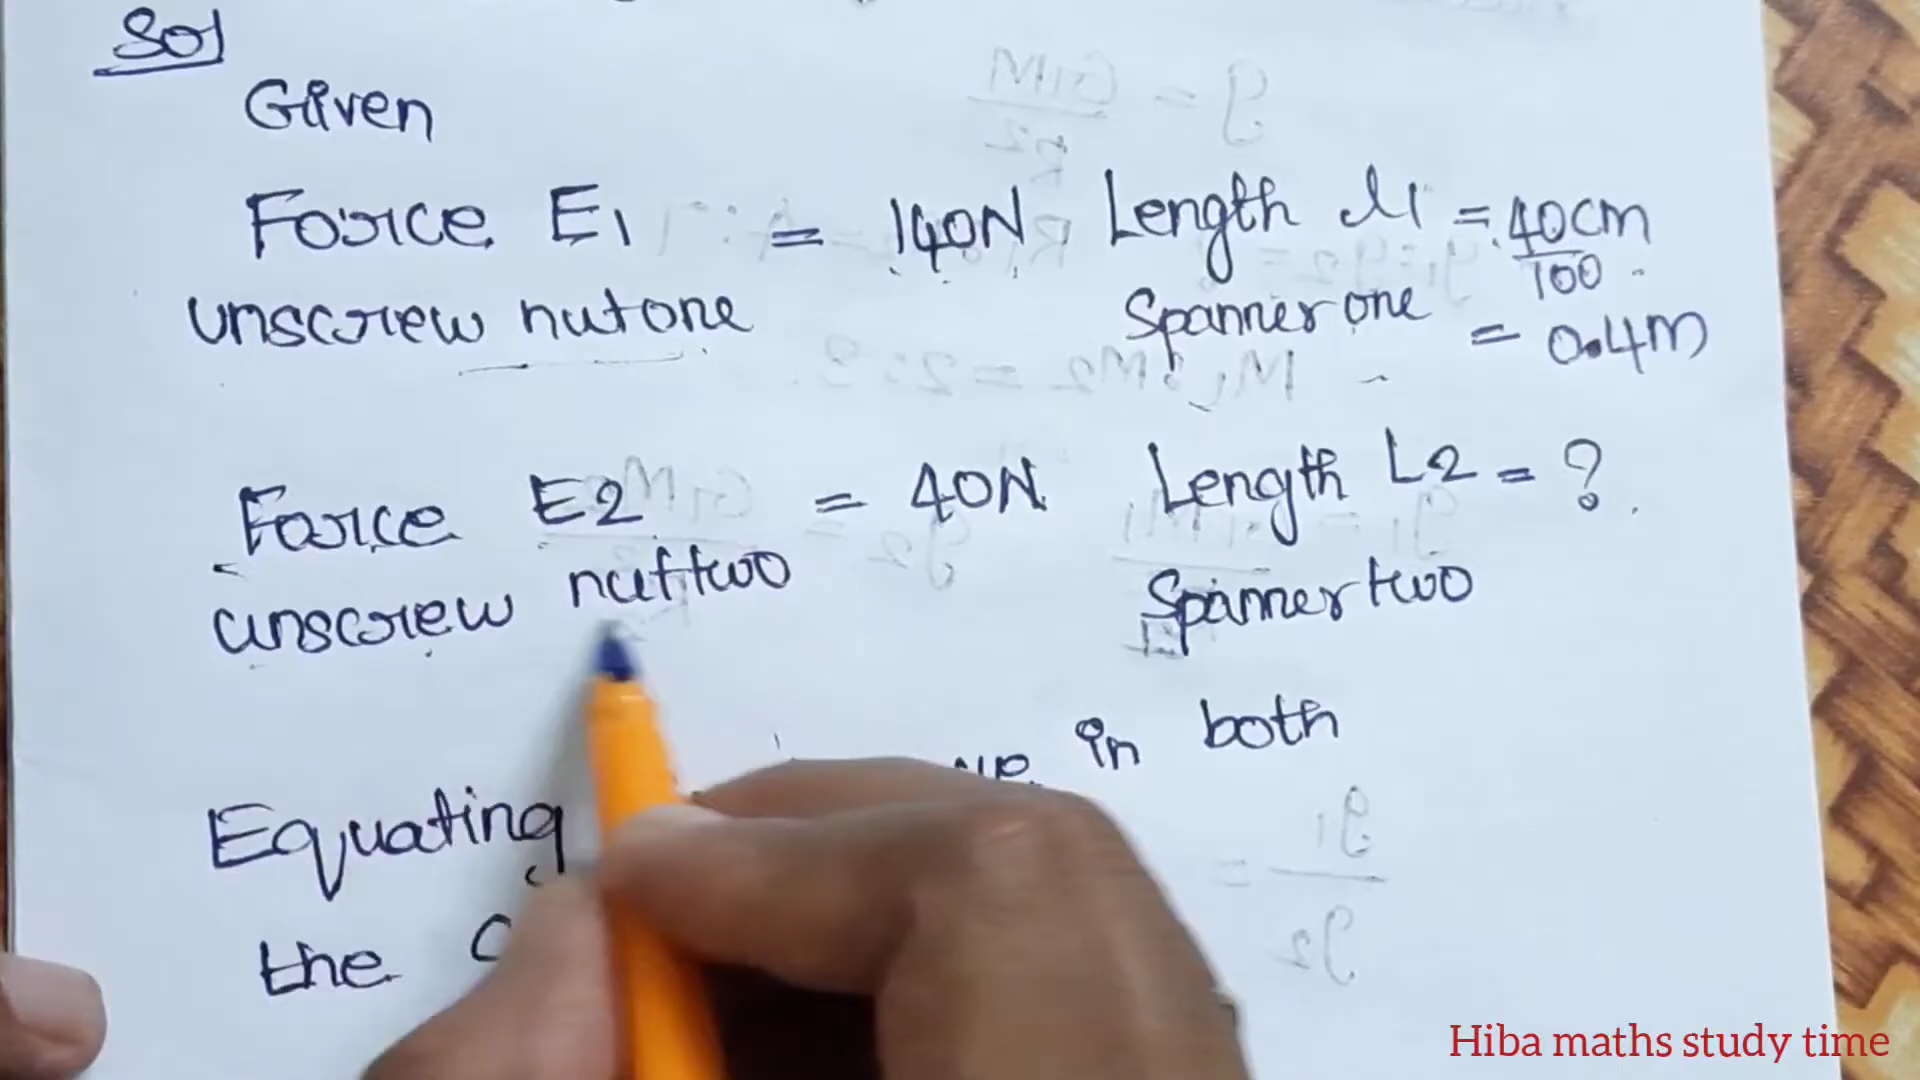 Sol
Given
Force E1 = 140N, Length l1 = 40cm
100
unscrew nut one Spanner one = 0.4m
Force E2 = 40N Length L2 = ?
unscrew nut two Spanner two
Equating in both
the
Hiba maths study time